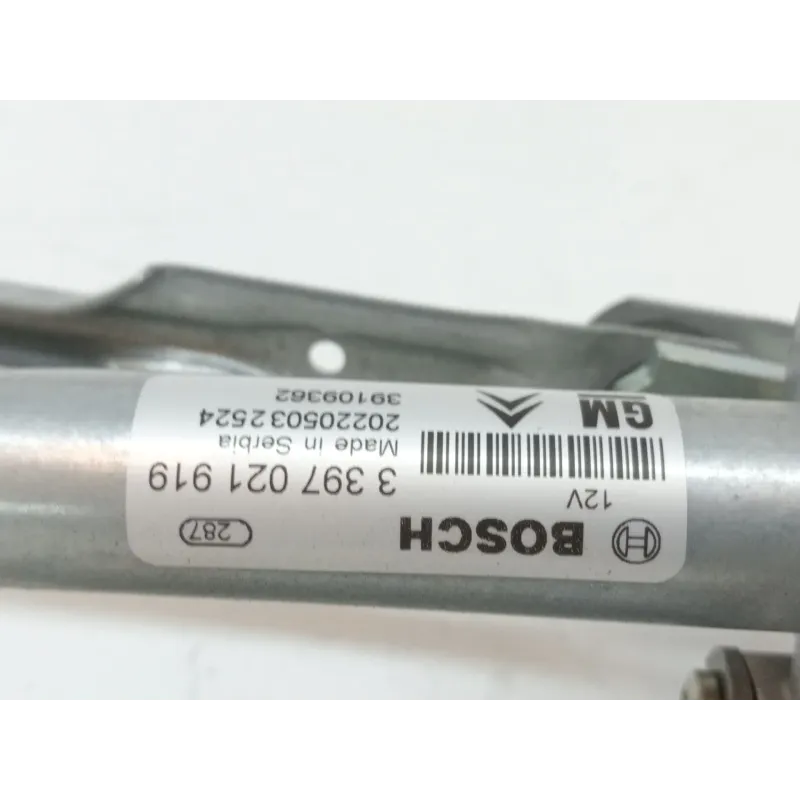 BOSCH 287
12V 3 397 021 919
Made in Serbia
GM 20220503 2524
39109362